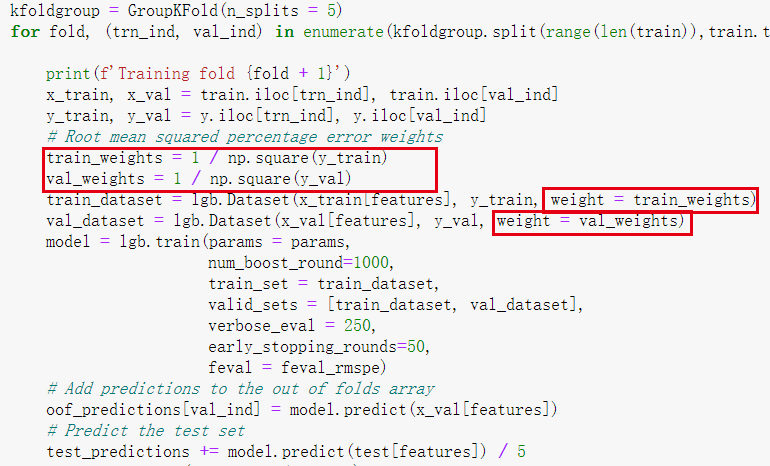 kfoldgroup = GroupKFold(n_splits = 5)
for fold, (trn_ind, val_ind) in enumerate(kfoldgroup.split(range(len(train)),train.t
print(f'Training fold {fold + 1}')
x_train, x_val = train.iloc[trn_ind], train.iloc[val_ind]
y_train, y_val = y.iloc[trn_ind], y.iloc[val_ind]
# Root mean squared percentage error weights
train_weights = 1 / np.square(y_train)
val_weights = 1 / np.square(y_val)
train_dataset = lgb.Dataset(x_train[features], y_train, weight = train_weights)
val_dataset = lgb.Dataset(x_val[features], y_val, weight = val_weights)
model = lgb.train(params = params,
num_boost_round=1000,
train_set = train_dataset,
valid_sets = [train_dataset, val_dataset],
verbose_eval = 250,
early_stopping_rounds=50,
feval = feval_rmspe)
# Add predictions to the out of folds array
oof_predictions[val_ind] = model.predict(x_val[features])
# Predict the test set
test_predictions += model.predict(test[features]) / 5